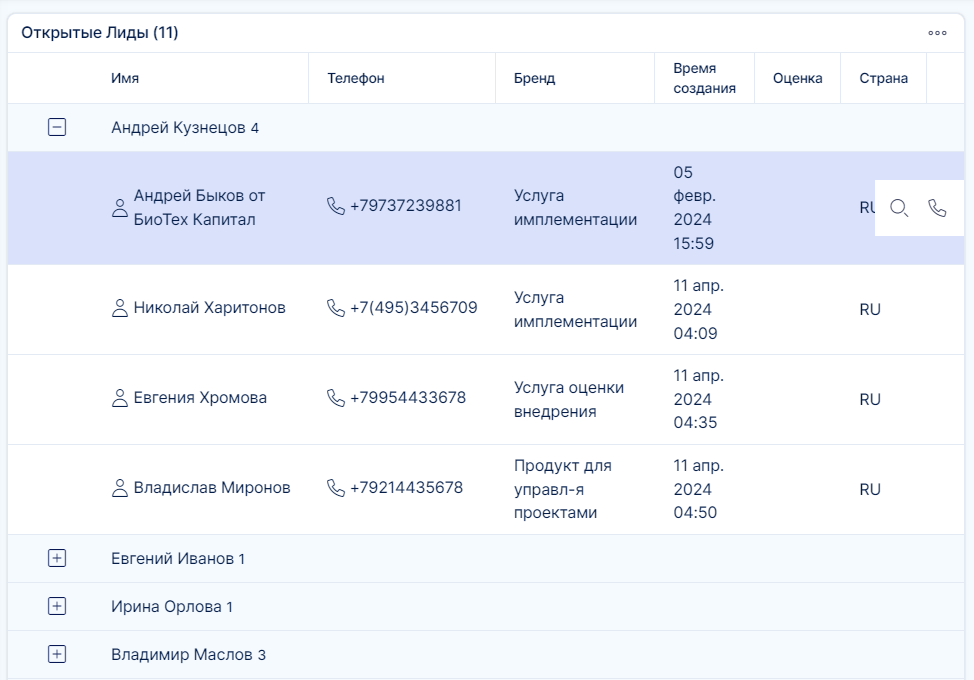 Открытые Лиды (11)
Имя
Телефон
Бренд
Время
создания
Оценка
Страна
Андрей Кузнецов 4
Андрей Быков от
БиоТех Капитал
+79737239881
Услуга
имплементации
05
февр.
2024
15:59
RU
Николай Харитонов
+7(495)3456709
Услуга
имплементации
11 апр.
2024
04:09
RU
Евгения Хромова
+79954433678
Услуга оценки
внедрения
11 апр.
2024
04:35
RU
Владислав Миронов
+79214435678
Продукт для
управл-я
проектами
11 апр.
2024
04:50
RU
Евгений Иванов 1
Ирина Орлова 1
Владимир Маслов 3